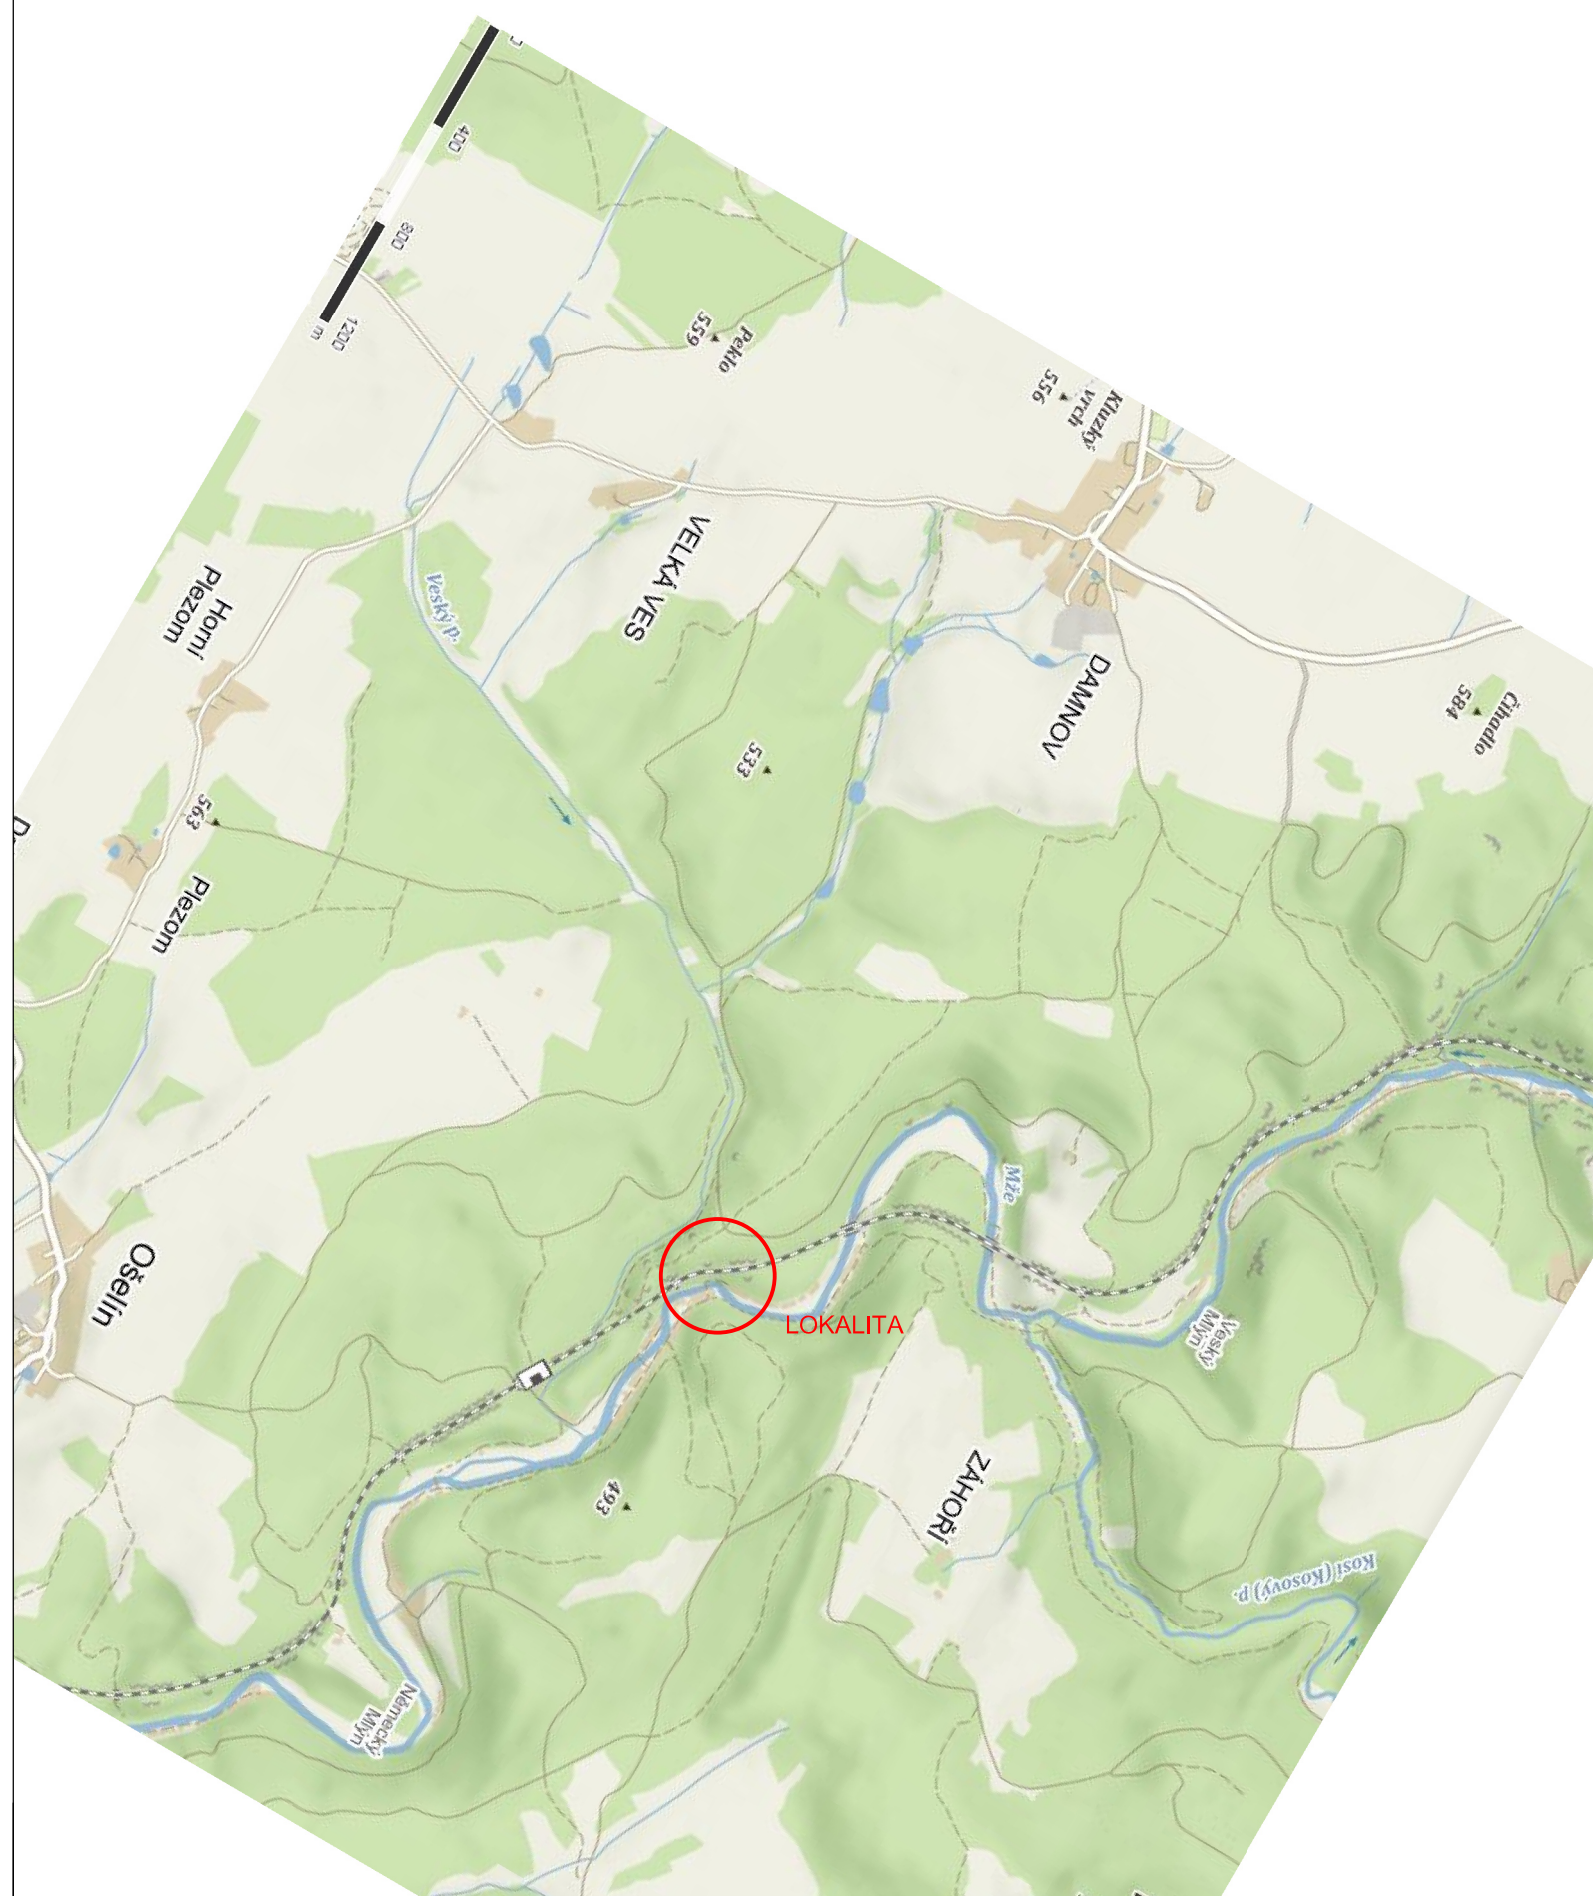 400
800
1200
m
Peklo
559
Kluzký
vrch
556
VELKÁ VES
Veský p.
Horní
Plezom
DAMNOV
Čihadlo
584
533
563
Plezom
Mže
Ošelín
LOKALITA
Veský
Mlýn
ZÁHOŘÍ
493
Kosí (Kosový) p.
Německý
Mlýn